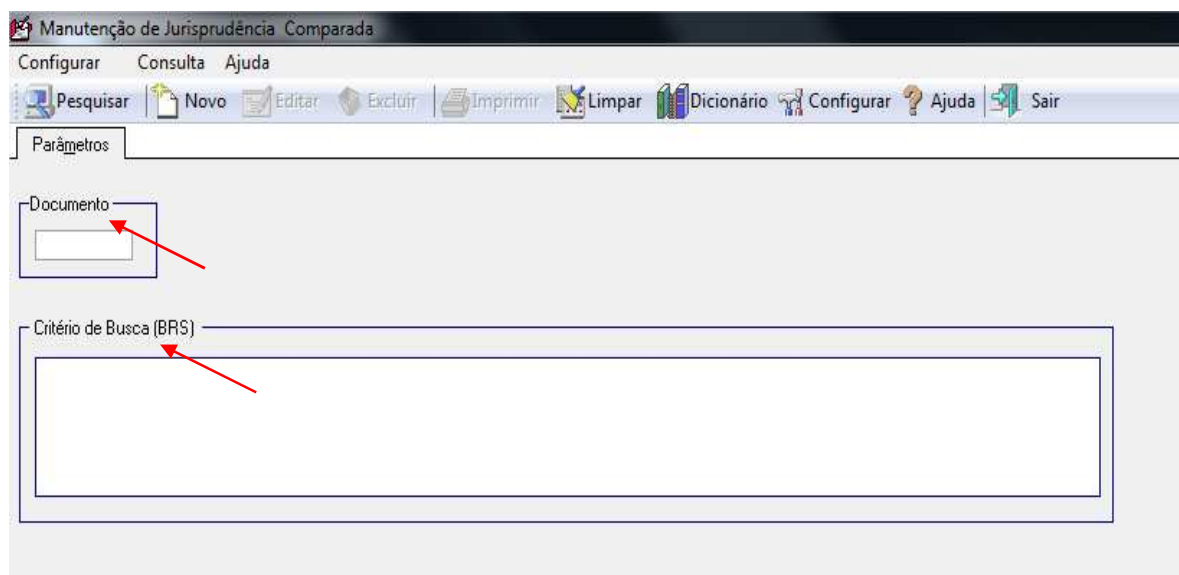 Manutenção de Jurisprudência Comparada
Configurar Consulta Ajuda
Pesquisar Novo Editar Excluir Imprimir Limpar Dicionário Configurar Ajuda Sair
Parâmetros
Documento
Critério de Busca (BRS)